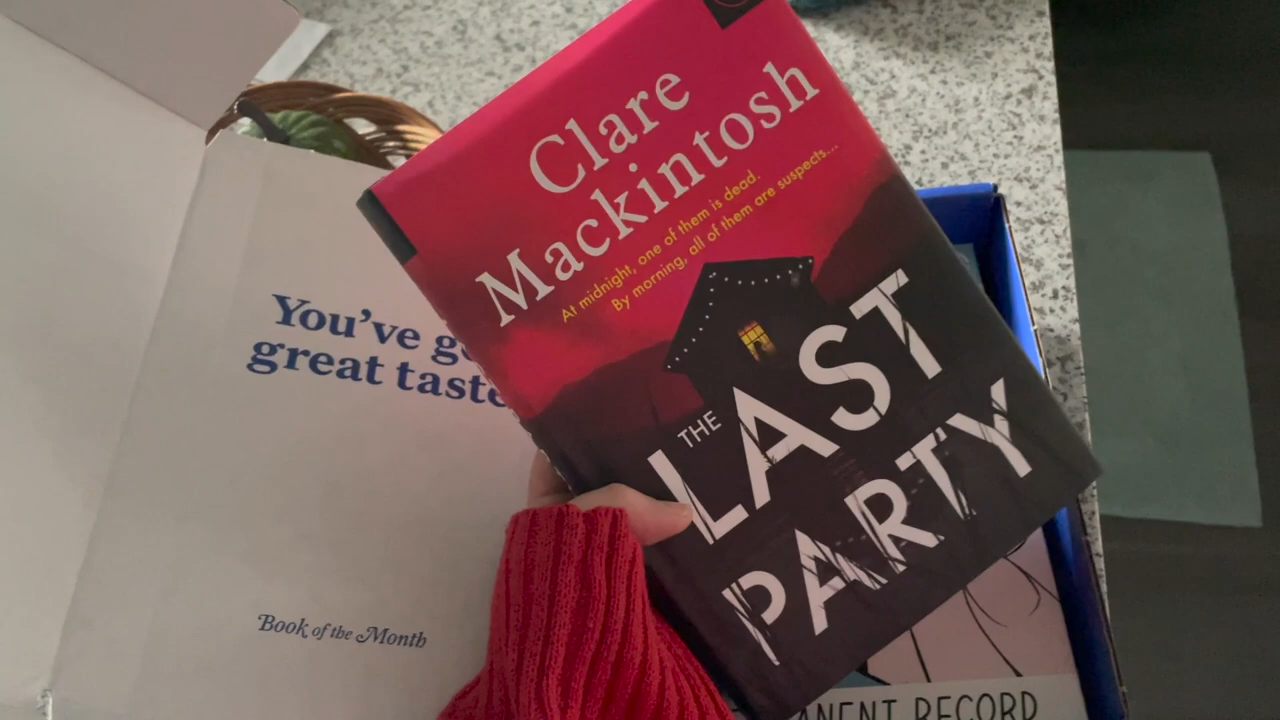 You've
great taste
Book of the Month
Clare
Mackintosh
At midnight, one of them is dead.
By morning, all of them are suspects...
THE
LAST
PARTY
RECORD